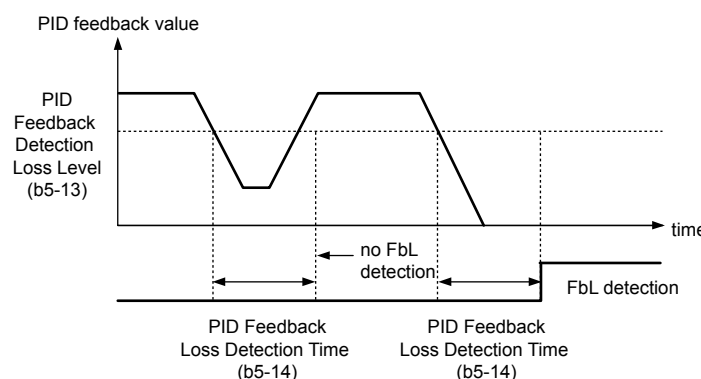 PID feedback value
PID
Feedback
Detection
Loss Level
(b5-13)
time
no FbL
detection
FbL detection
PID Feedback
Loss Detection Time
(b5-14)
PID Feedback
Loss Detection Time
(b5-14)